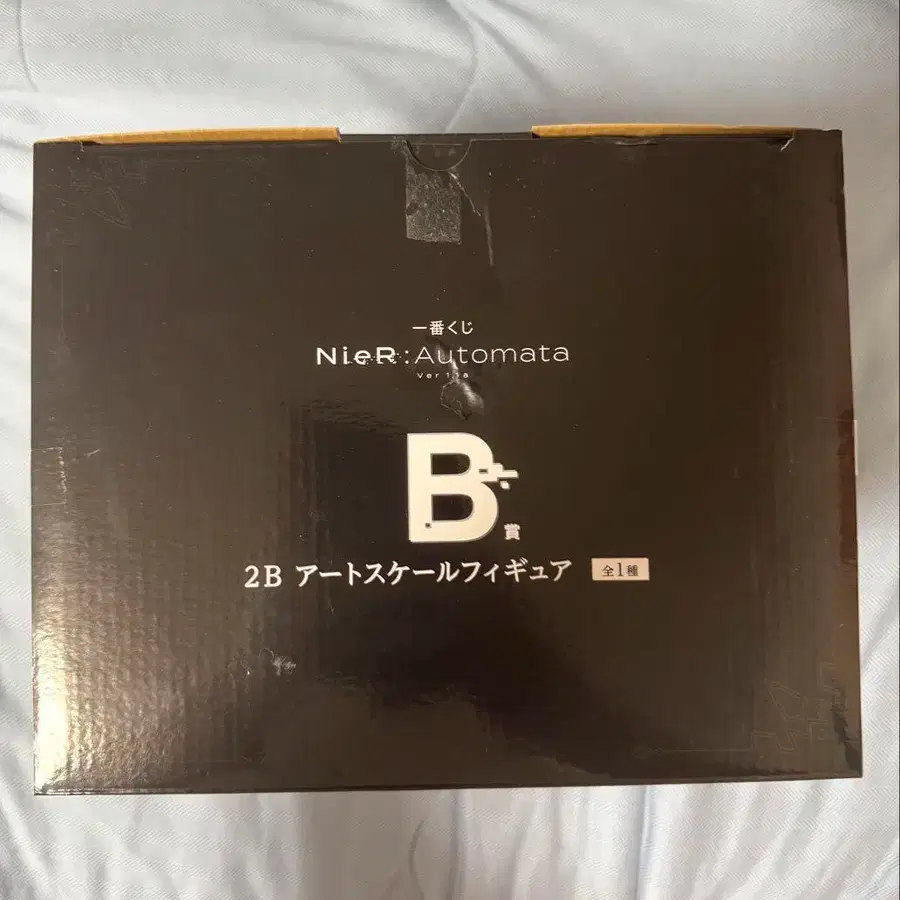 一番くじ
NieR:Automata
Ver1.1a
B賞
2B アートスケールフィギュア 全1種